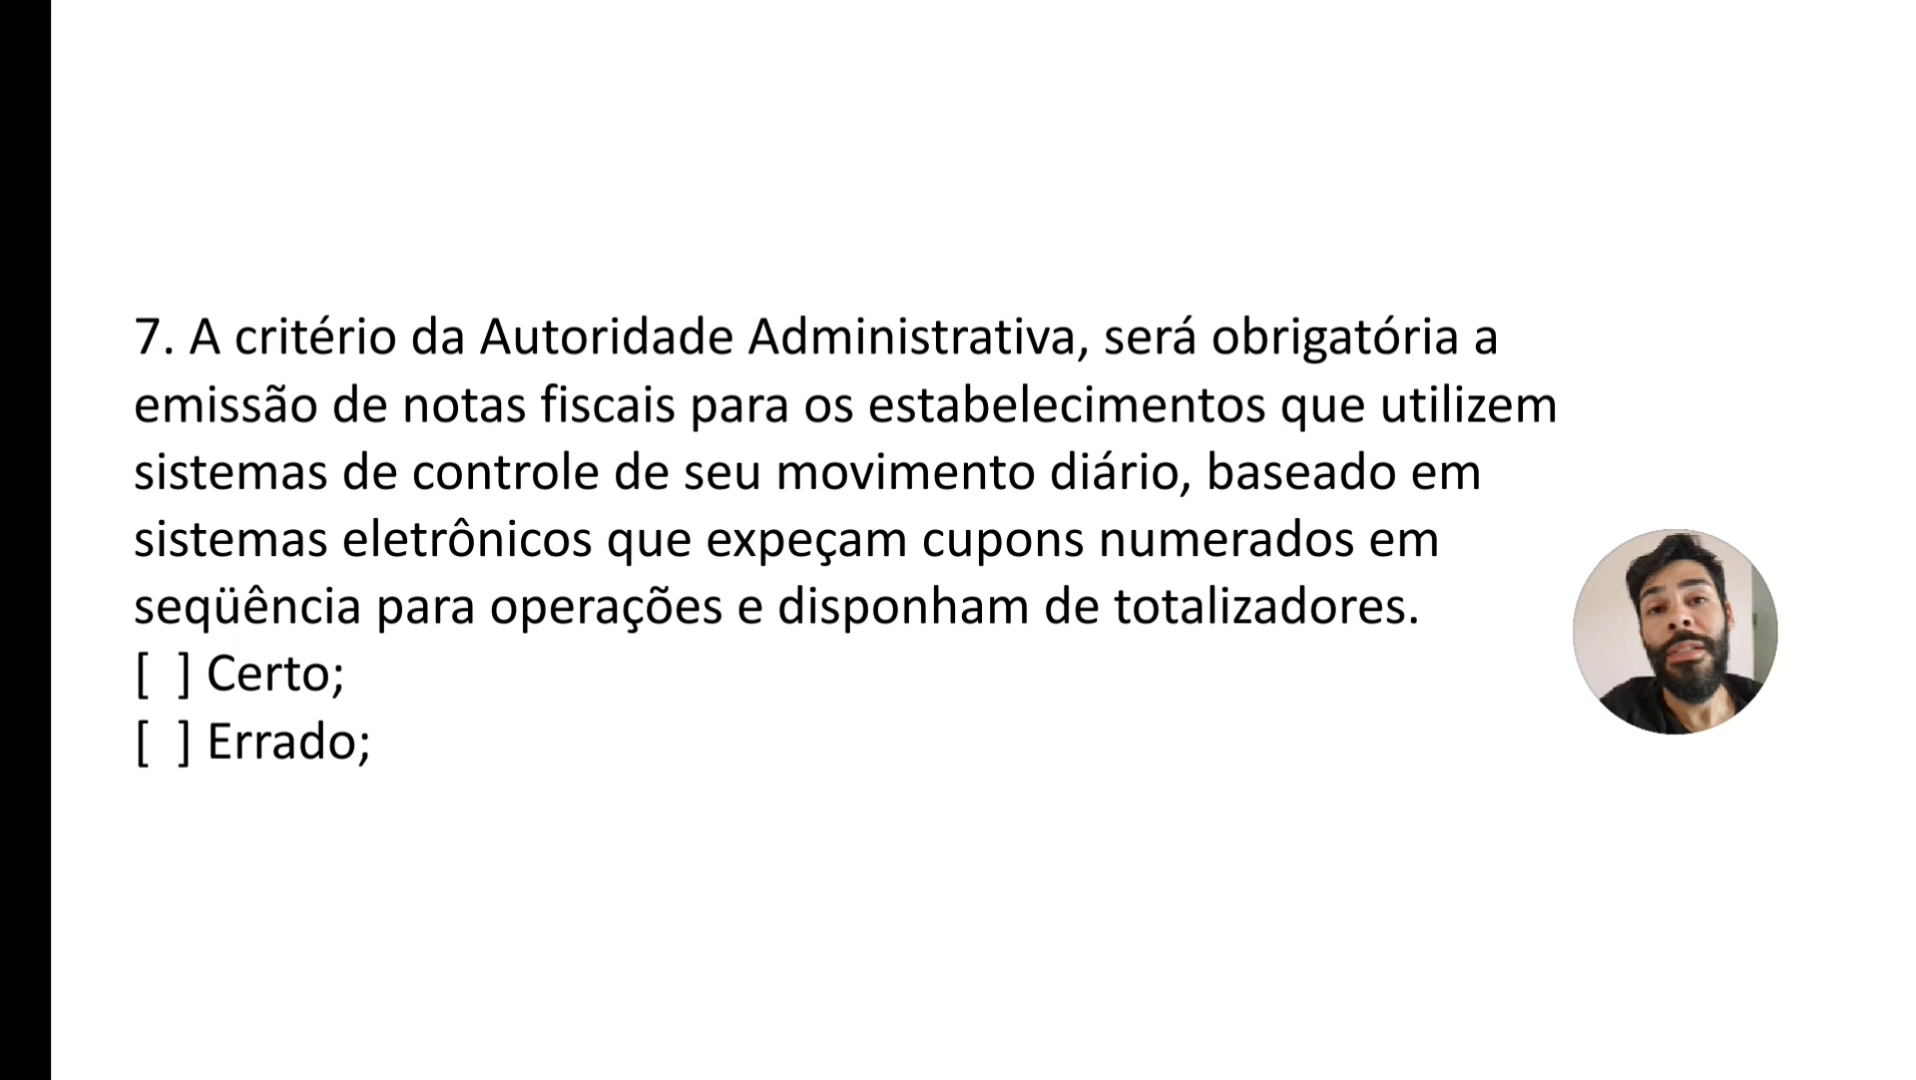 7. A critério da Autoridade Administrativa, será obrigatória a
emissão de notas fiscais para os estabelecimentos que utilizem
sistemas de controle de seu movimento diário, baseado em
sistemas eletrônicos que expeçam cupons numerados em
seqüência para operações e disponham de totalizadores.
[  ] Certo;
[  ] Errado;